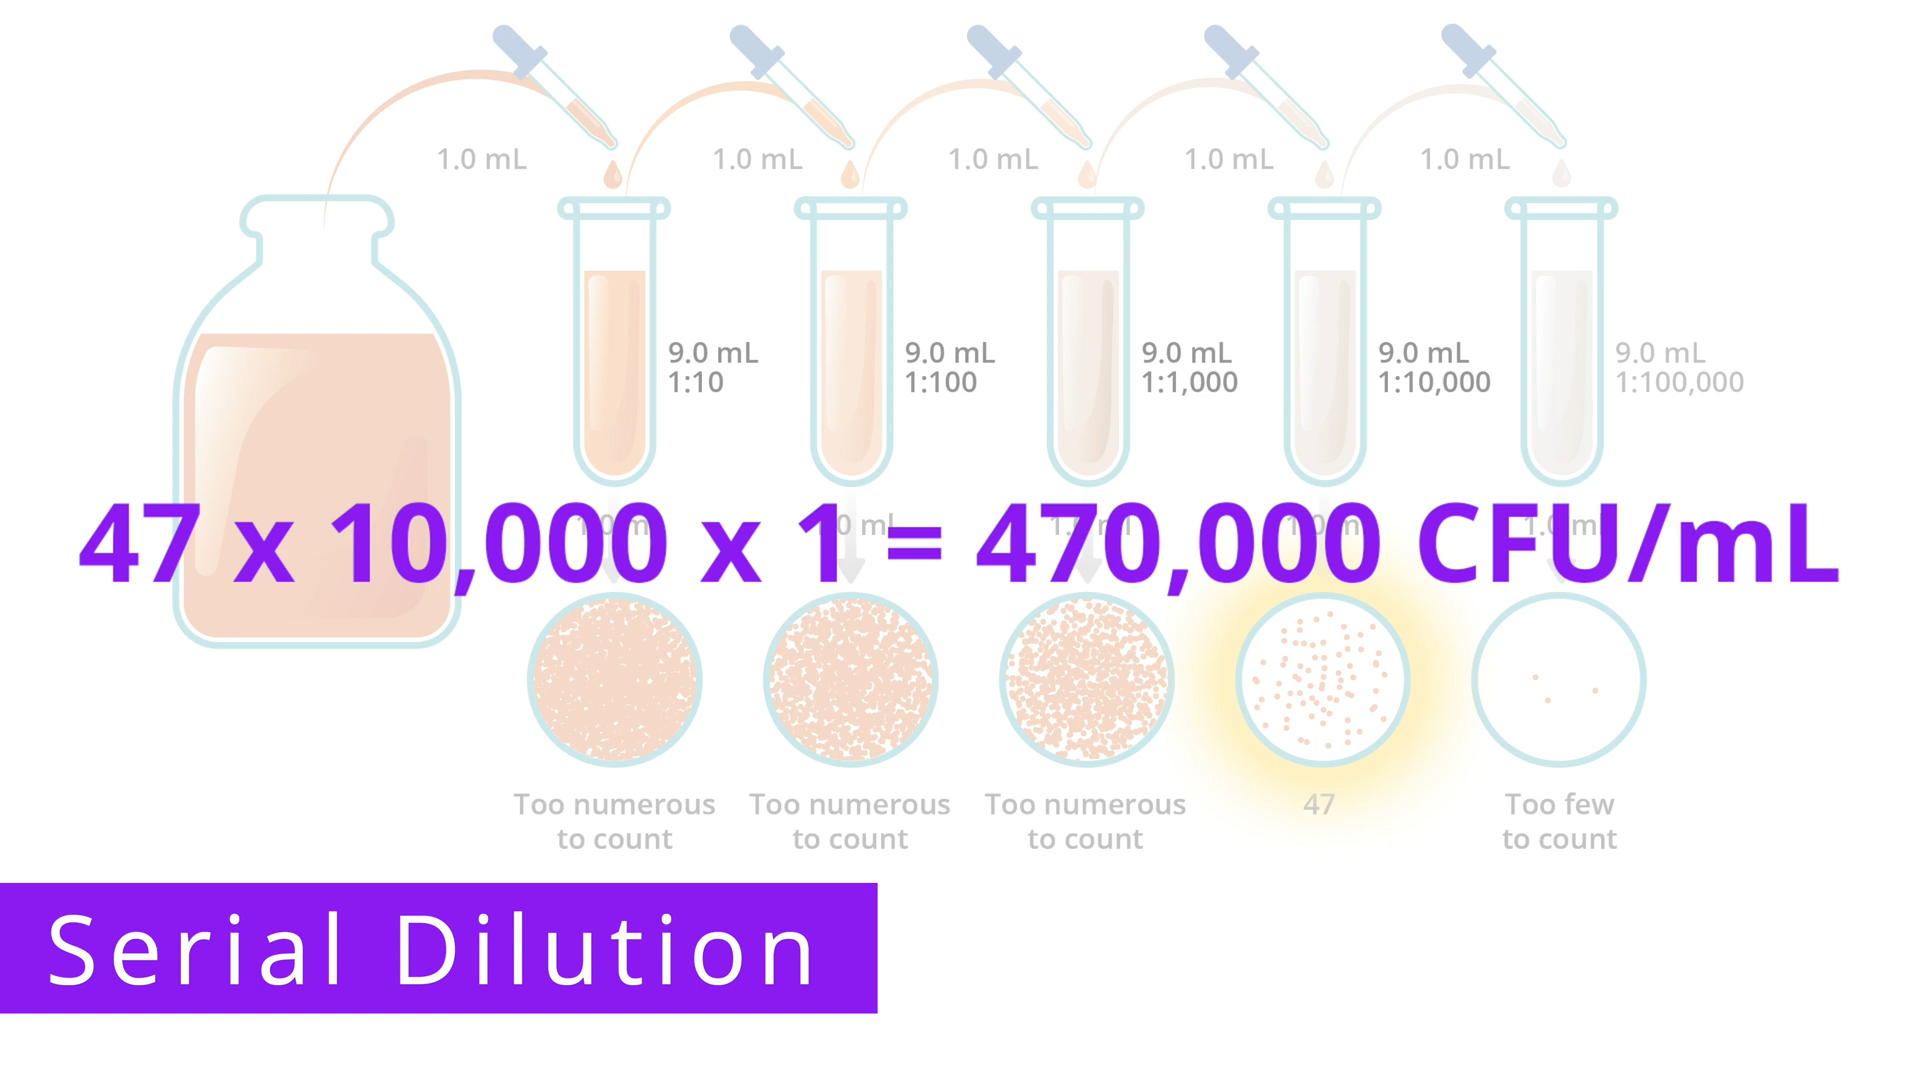 1.0 mL
1.0 mL
1.0 mL
1.0 mL
1.0 mL
9.0 mL
1:10
9.0 mL
1:100
9.0 mL
1:1,000
9.0 mL
1:10,000
9.0 mL
1:100,000
47 x 10,000 x 1 = 470,000 CFU/mL
Too numerous
to count
Too numerous
to count
Too numerous
to count
47
Too few
to count
Serial Dilution